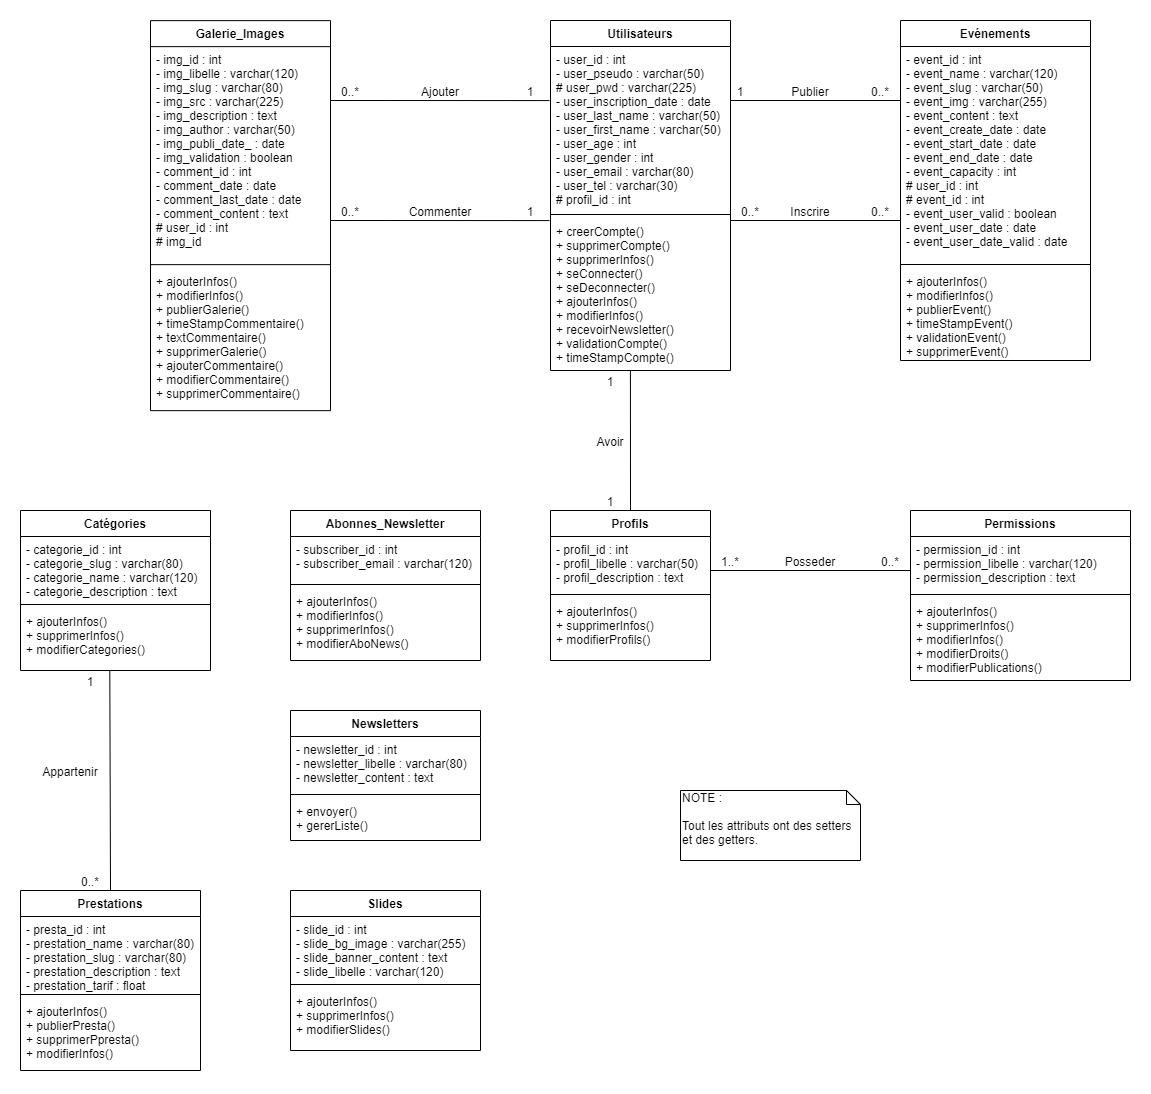 Galerie_Images
- img_id : int
- img_libelle : varchar(120)
- img_slug : varchar(80)
- img_src : varchar(225)
- img_description : text
- img_author : varchar(50)
- img_publi_date_ : date
- img_validation : boolean
- comment_id : int
- comment_date : date
- comment_last_date : date
- comment_content : text
# user_id : int
# img_id
+ ajouterInfos()
+ modifierInfos()
+ publierGalerie()
+ timeStampCommentaire()
+ textCommentaire()
+ supprimerGalerie()
+ ajouterCommentaire()
+ modifierCommentaire()
+ supprimerCommentaire()
0..* Ajouter 1
0..* Commenter 1
Utilisateurs
- user_id : int
- user_pseudo : varchar(50)
# user_pwd : varchar(225)
- user_inscription_date : date
- user_last_name : varchar(50)
- user_first_name : varchar(50)
- user_age : int
- user_gender : int
- user_email : varchar(80)
- user_tel : varchar(30)
# profil_id : int
+ creerCompte()
+ supprimerCompte()
+ supprimerInfos()
+ seConnecter()
+ seDeconnecter()
+ ajouterInfos()
+ modifierInfos()
+ recevoirNewsletter()
+ validationCompte()
+ timeStampCompte()
1 Publier 0..*
0..* Inscrire 0..*
Evénements
- event_id : int
- event_name : varchar(120)
- event_slug : varchar(50)
- event_img : varchar(255)
- event_content : text
- event_create_date : date
- event_start_date : date
- event_end_date : date
- event_capacity : int
# user_id : int
# event_id : int
- event_user_valid : boolean
- event_user_date : date
- event_user_date_valid : date
+ ajouterInfos()
+ modifierInfos()
+ publierEvent()
+ timeStampEvent()
+ validationEvent()
+ supprimerEvent()
1
Avoir
1
Catégories
- categorie_id : int
- categorie_slug : varchar(80)
- categorie_name : varchar(120)
- categorie_description : text
+ ajouterInfos()
+ supprimerInfos()
+ modifierCategories()
Abonnes_Newsletter
- subscriber_id : int
- subscriber_email : varchar(120)
+ ajouterInfos()
+ modifierInfos()
+ supprimerInfos()
+ modifierAboNews()
Profils
- profil_id : int
- profil_libelle : varchar(50)
- profil_description : text
+ ajouterInfos()
+ supprimerInfos()
+ modifierProfils()
1..* Posseder 0..*
Permissions
- permission_id : int
- permission_libelle : varchar(120)
- permission_description : text
+ ajouterInfos()
+ supprimerInfos()
+ modifierInfos()
+ modifierDroits()
+ modifierPublications()
1
Appartenir
0..*
Newsletters
- newsletter_id : int
- newsletter_libelle : varchar(80)
- newsletter_content : text
+ envoyer()
+ gererListe()
NOTE :
Tout les attributs ont des setters
et des getters.
Prestations
- presta_id : int
- prestation_name : varchar(80)
- prestation_slug : varchar(80)
- prestation_description : text
- prestation_tarif : float
+ ajouterInfos()
+ publierPresta()
+ supprimerPpresta()
+ modifierInfos()
Slides
- slide_id : int
- slide_bg_image : varchar(255)
- slide_banner_content : text
- slide_libelle : varchar(120)
+ ajouterInfos()
+ supprimerInfos()
+ modifierSlides()